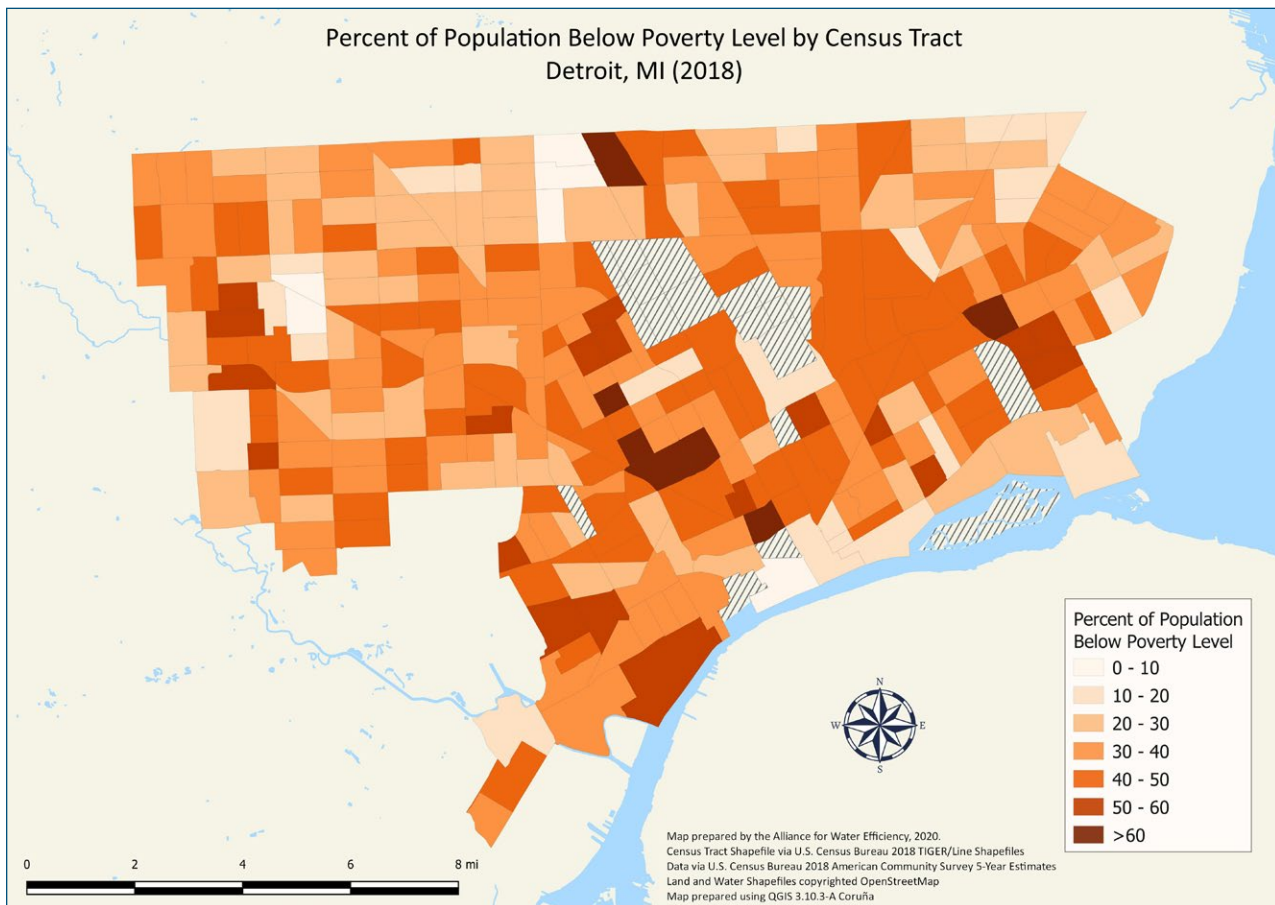 Percent of Population Below Poverty Level by Census Tract
Detroit, MI (2018)
Percent of Population
Below Poverty Level
0 - 10
10 - 20
20 - 30
30 - 40
40 - 50
50 - 60
>60
N
W
E
S
0
2
4
6
8 mi
Map prepared by the Alliance for Water Efficiency, 2020.
Census Tract Shapefile via U.S. Census Bureau 2018 TIGER/Line Shapefiles
Data via U.S. Census Bureau 2018 American Community Survey 5-Year Estimates
Land and Water Shapefiles copyrighted OpenStreetMap
Map prepared using QGIS 3.10.3-A Coruña